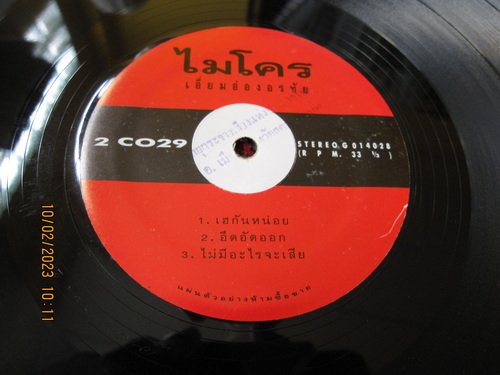 ไมโคร
เอี่ยมอ่องอรทัย
2 CO29
STEREO.G 014028
(R P M. 33 ⅓)
1. เฮกันหน่อย
2. อึดอัดออก
3. ไม่มีอะไรจะเสีย
แผ่นตัวอย่างห้ามซื้อขาย
10/02/2023 10:11